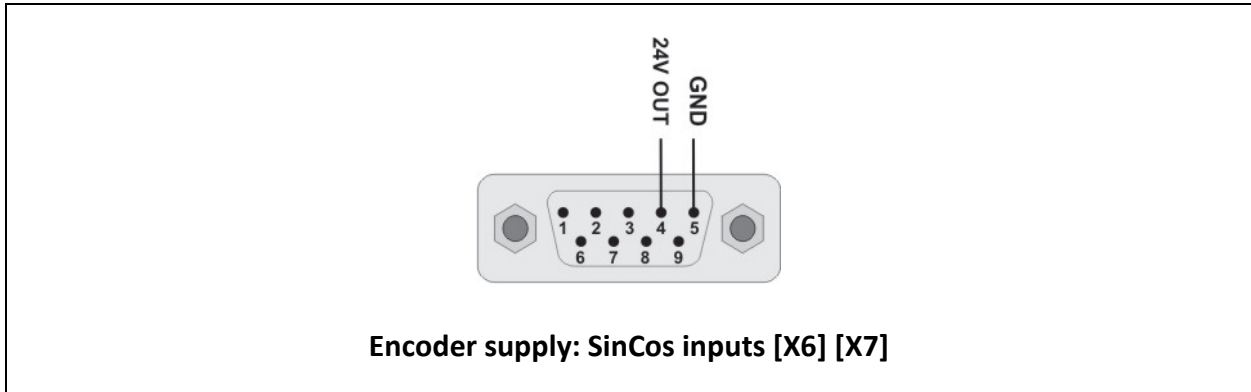 24V OUT
GND
1 2 3 4 5
6 7 8 9
Encoder supply: SinCos inputs [X6] [X7]